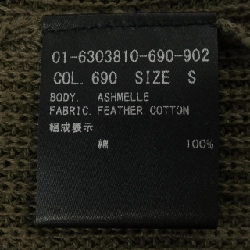 01-6303810-690-902
COL. 690 SIZE S
BODY. ASHMELLE
FABRIC. FEATHER COTTON
組成表示
綿 100%